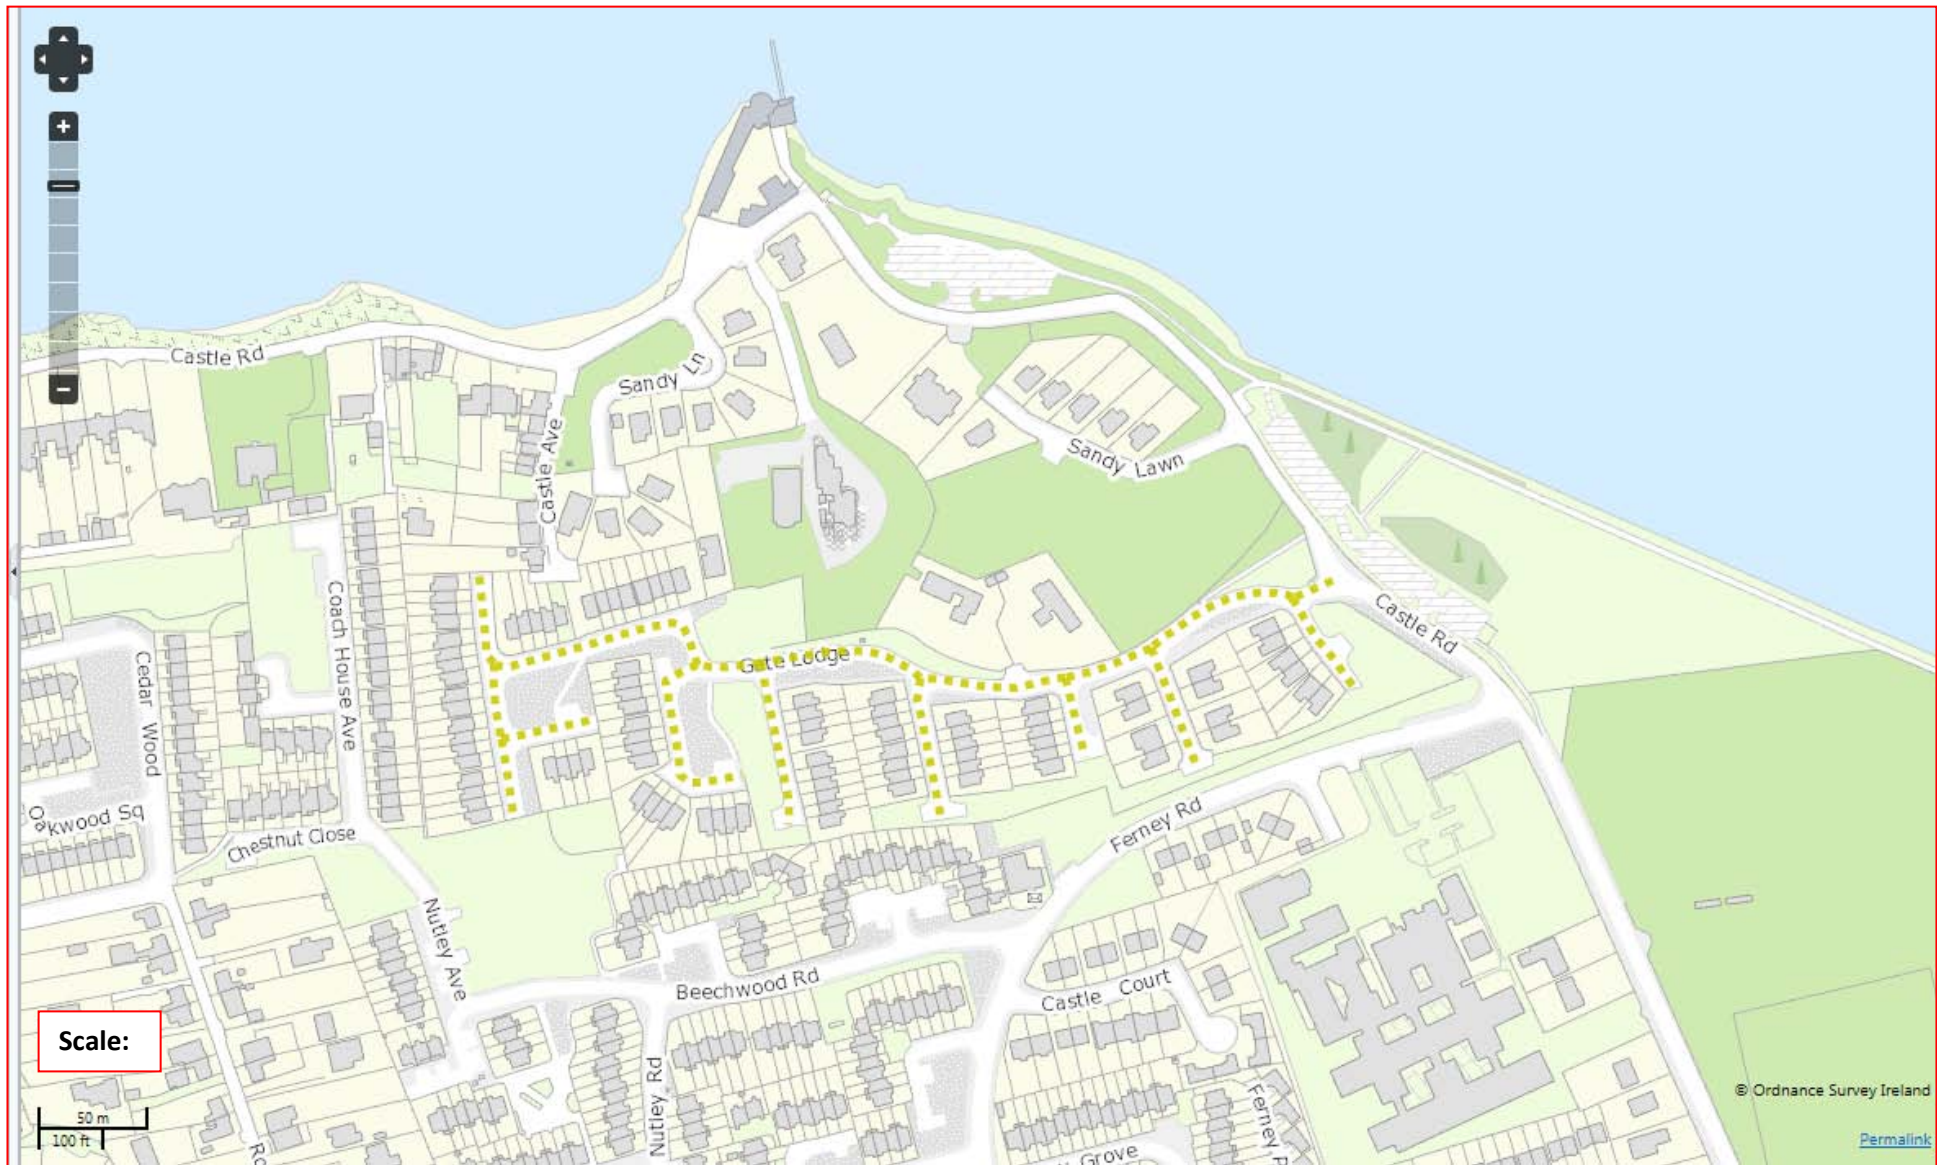 Castle Rd
Sandy Ln
Castle Ave
Sandy Lawn
Castle Rd
Gate Lodge
Coach House Ave
Cedar Wood
Oakwood Sq
Chestnut Close
Ferney Rd
Nutley Ave
Beechwood Rd
Castle Court
Nutley Rd
Scale:
50 m
100 ft
© Ordnance Survey Ireland
Permalink
Grove